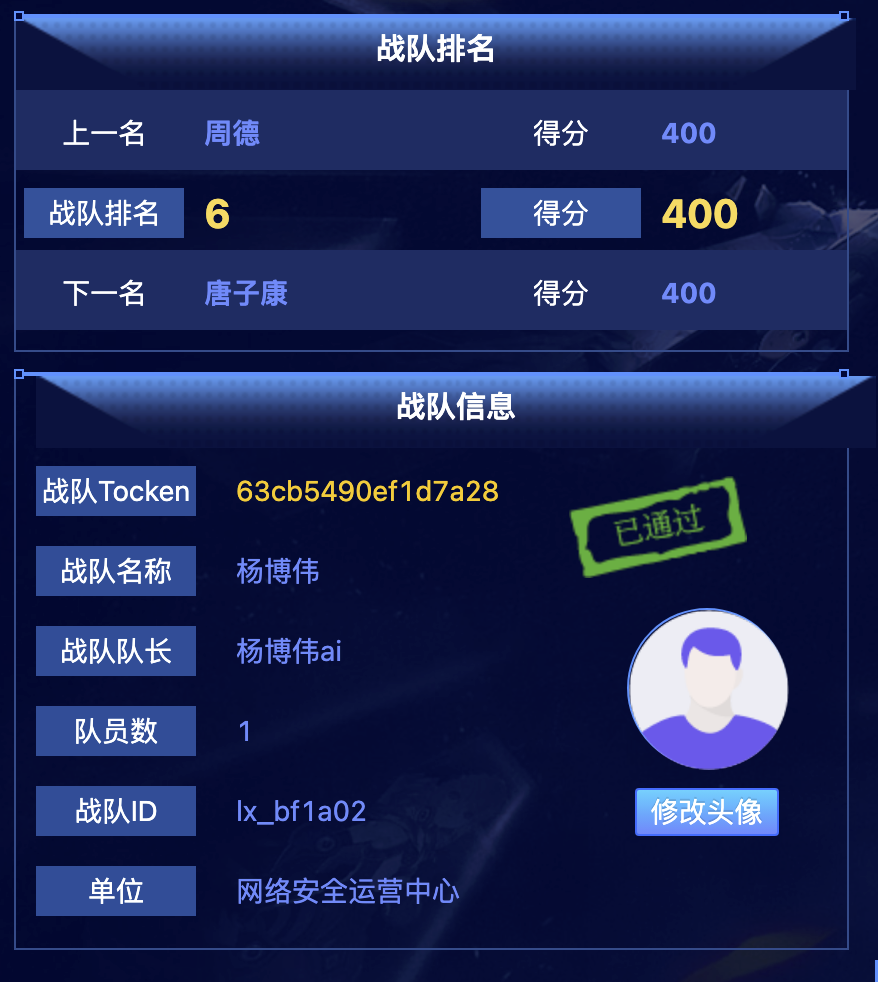 战队排名
上一名 周德 得分 400
战队排名 6 得分 400
下一名 唐子康 得分 400
战队信息
战队Tocken 63cb5490ef1d7a28
已通过
战队名称 杨博伟
战队队长 杨博伟ai
队员数 1
战队ID lx_bf1a02
修改头像
单位 网络安全运营中心